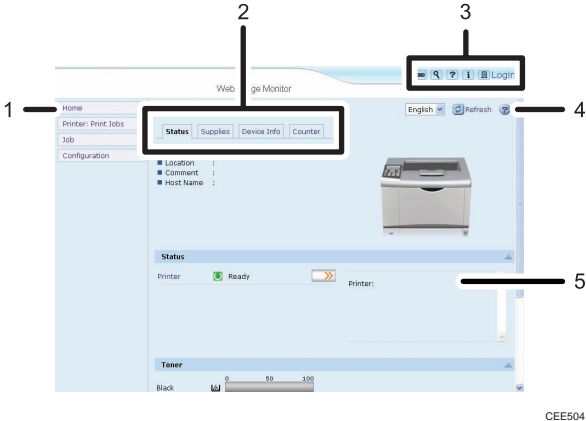 2
3
Web
ge Monitor
Login
1
Home
Printer: Print Jobs
Job
Configuration
Status Supplies Device Info Counter
English
Refresh
4
Location :
Comment :
Host Name :
Status
Printer Ready
Printer:
5
Toner
0 50 100
Black
CEE504